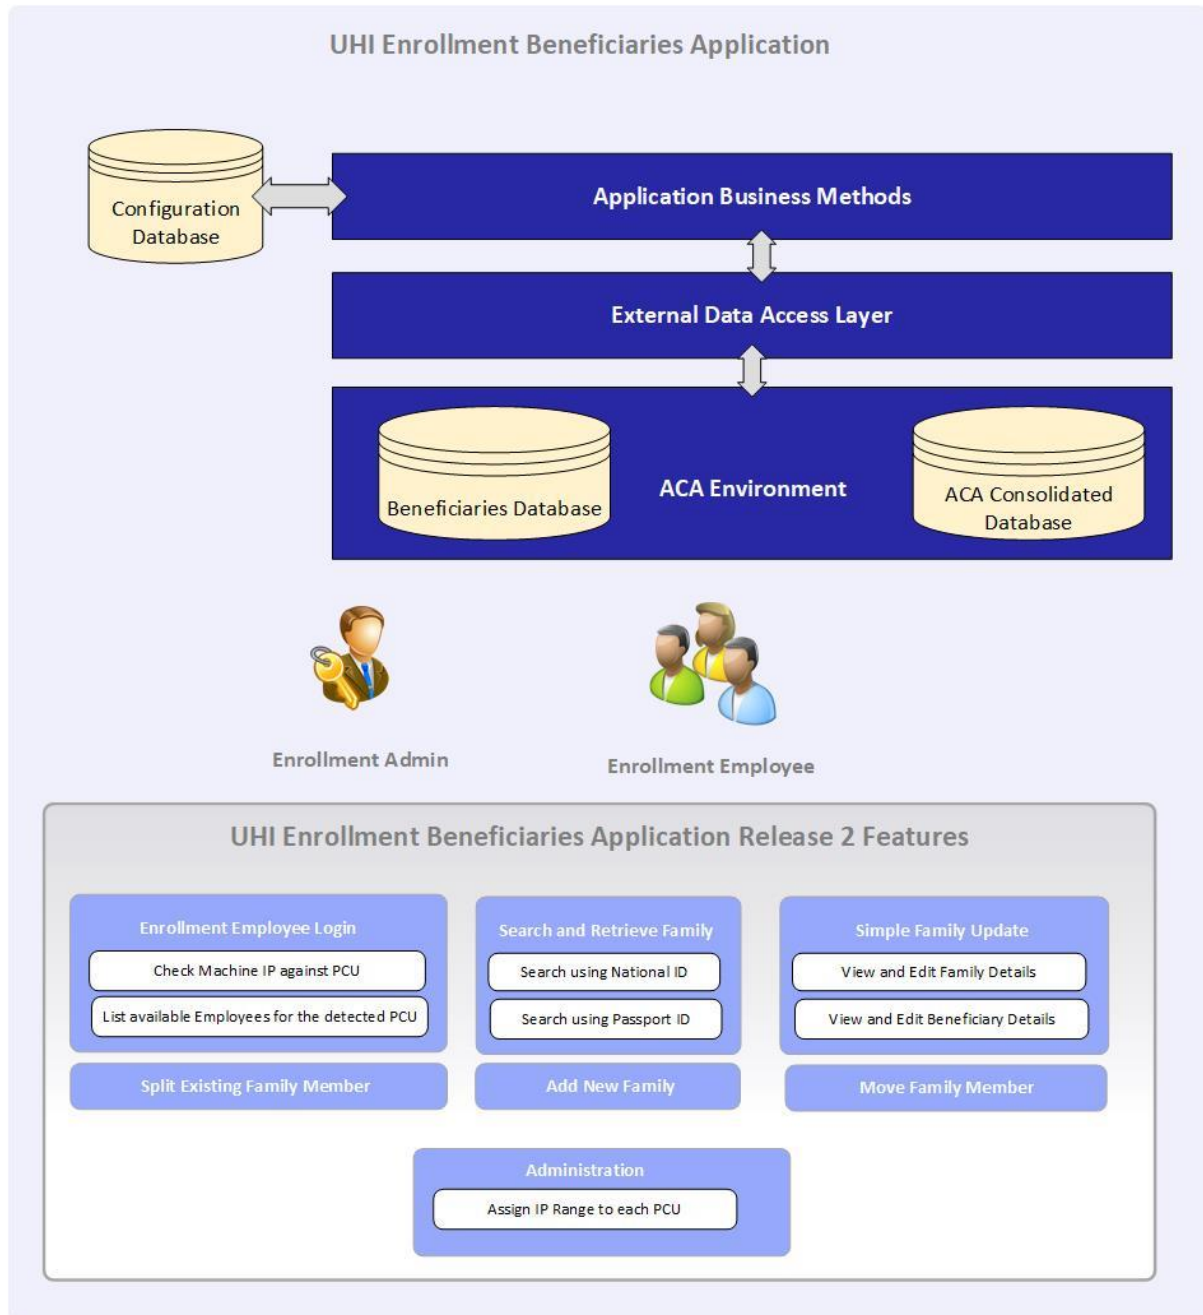 UHI Enrollment Beneficiaries Application
Configuration
Database
Application Business Methods
External Data Access Layer
Beneficiaries Database
ACA Environment
ACA Consolidated
Database
Enrollment Admin
Enrollment Employee
UHI Enrollment Beneficiaries Application Release 2 Features
Enrollment Employee Login
Check Machine IP against PCU
List available Employees for the detected PCU
Search and Retrieve Family
Search using National ID
Search using Passport ID
Simple Family Update
View and Edit Family Details
View and Edit Beneficiary Details
Split Existing Family Member
Add New Family
Move Family Member
Administration
Assign IP Range to each PCU